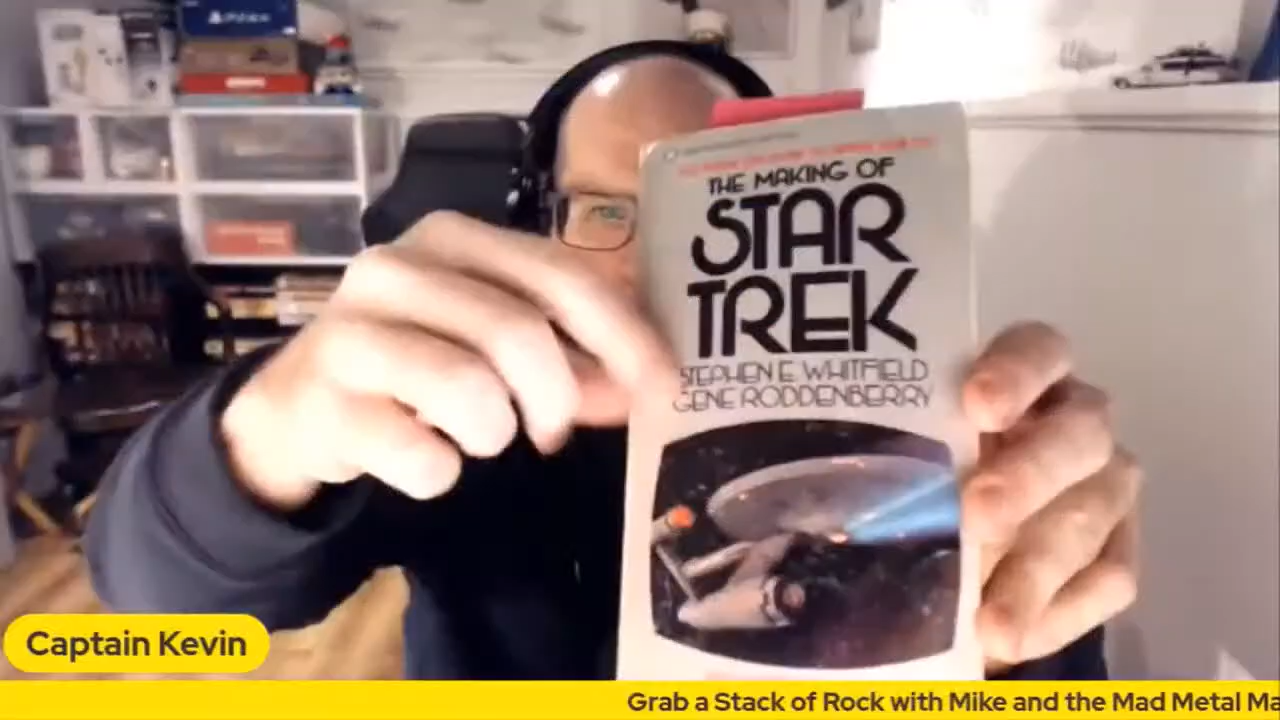 THE MAKING OF
STAR
TREK
STEPHEN E. WHITFIELD
GENE RODDENBERRY
Captain Kevin
Grab a Stack of Rock with Mike and the Mad Metal Ma